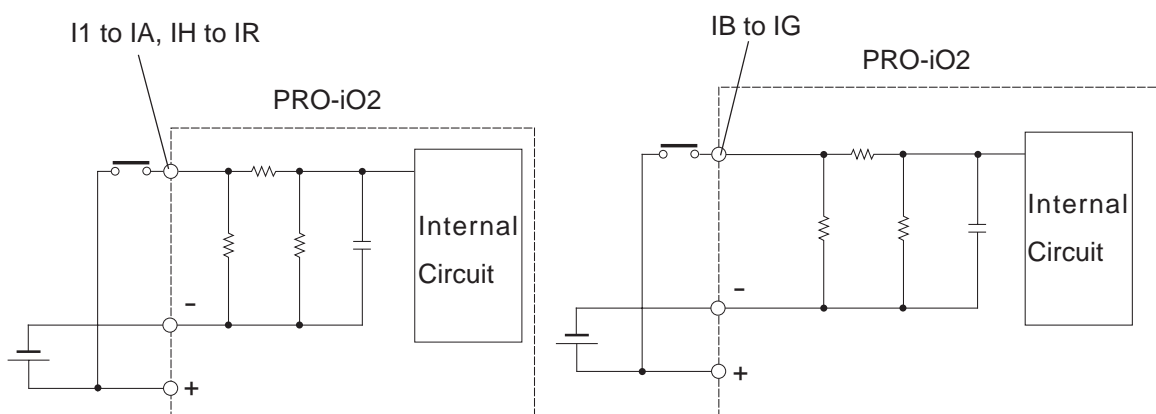 I1 to IA, IH to IR
PRO-iO2
Internal
Circuit
-
+
IB to IG
PRO-iO2
Internal
Circuit
-
+